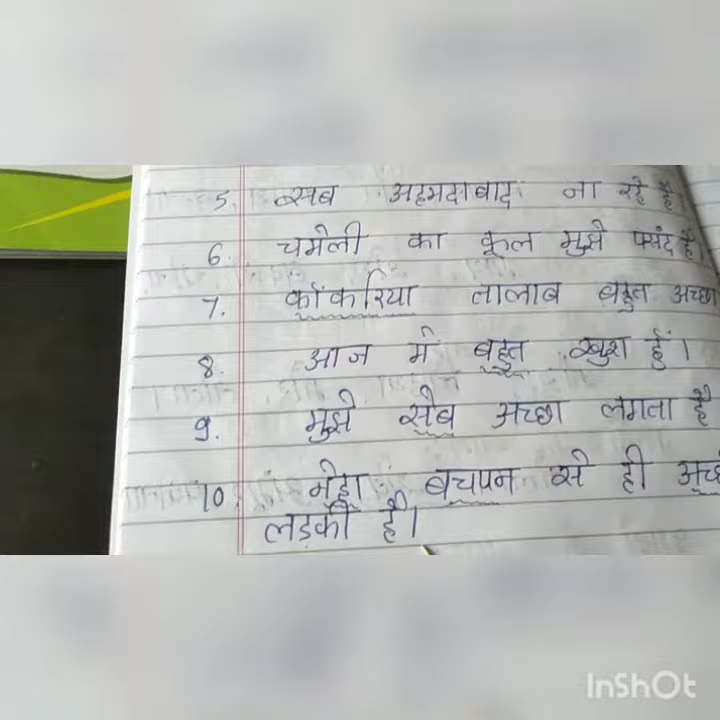 5. सब अहमदाबाद जा रहे है।
6. चमेली का फूल मुझे पसंद है।
7. काँकरिया तालाब बहुत अच्छा
8. आज में बहुत खुश हुँ।
9. मुझे सेब अच्छा लगता है
10. बचपन से ही
लड़की है।
InShOt